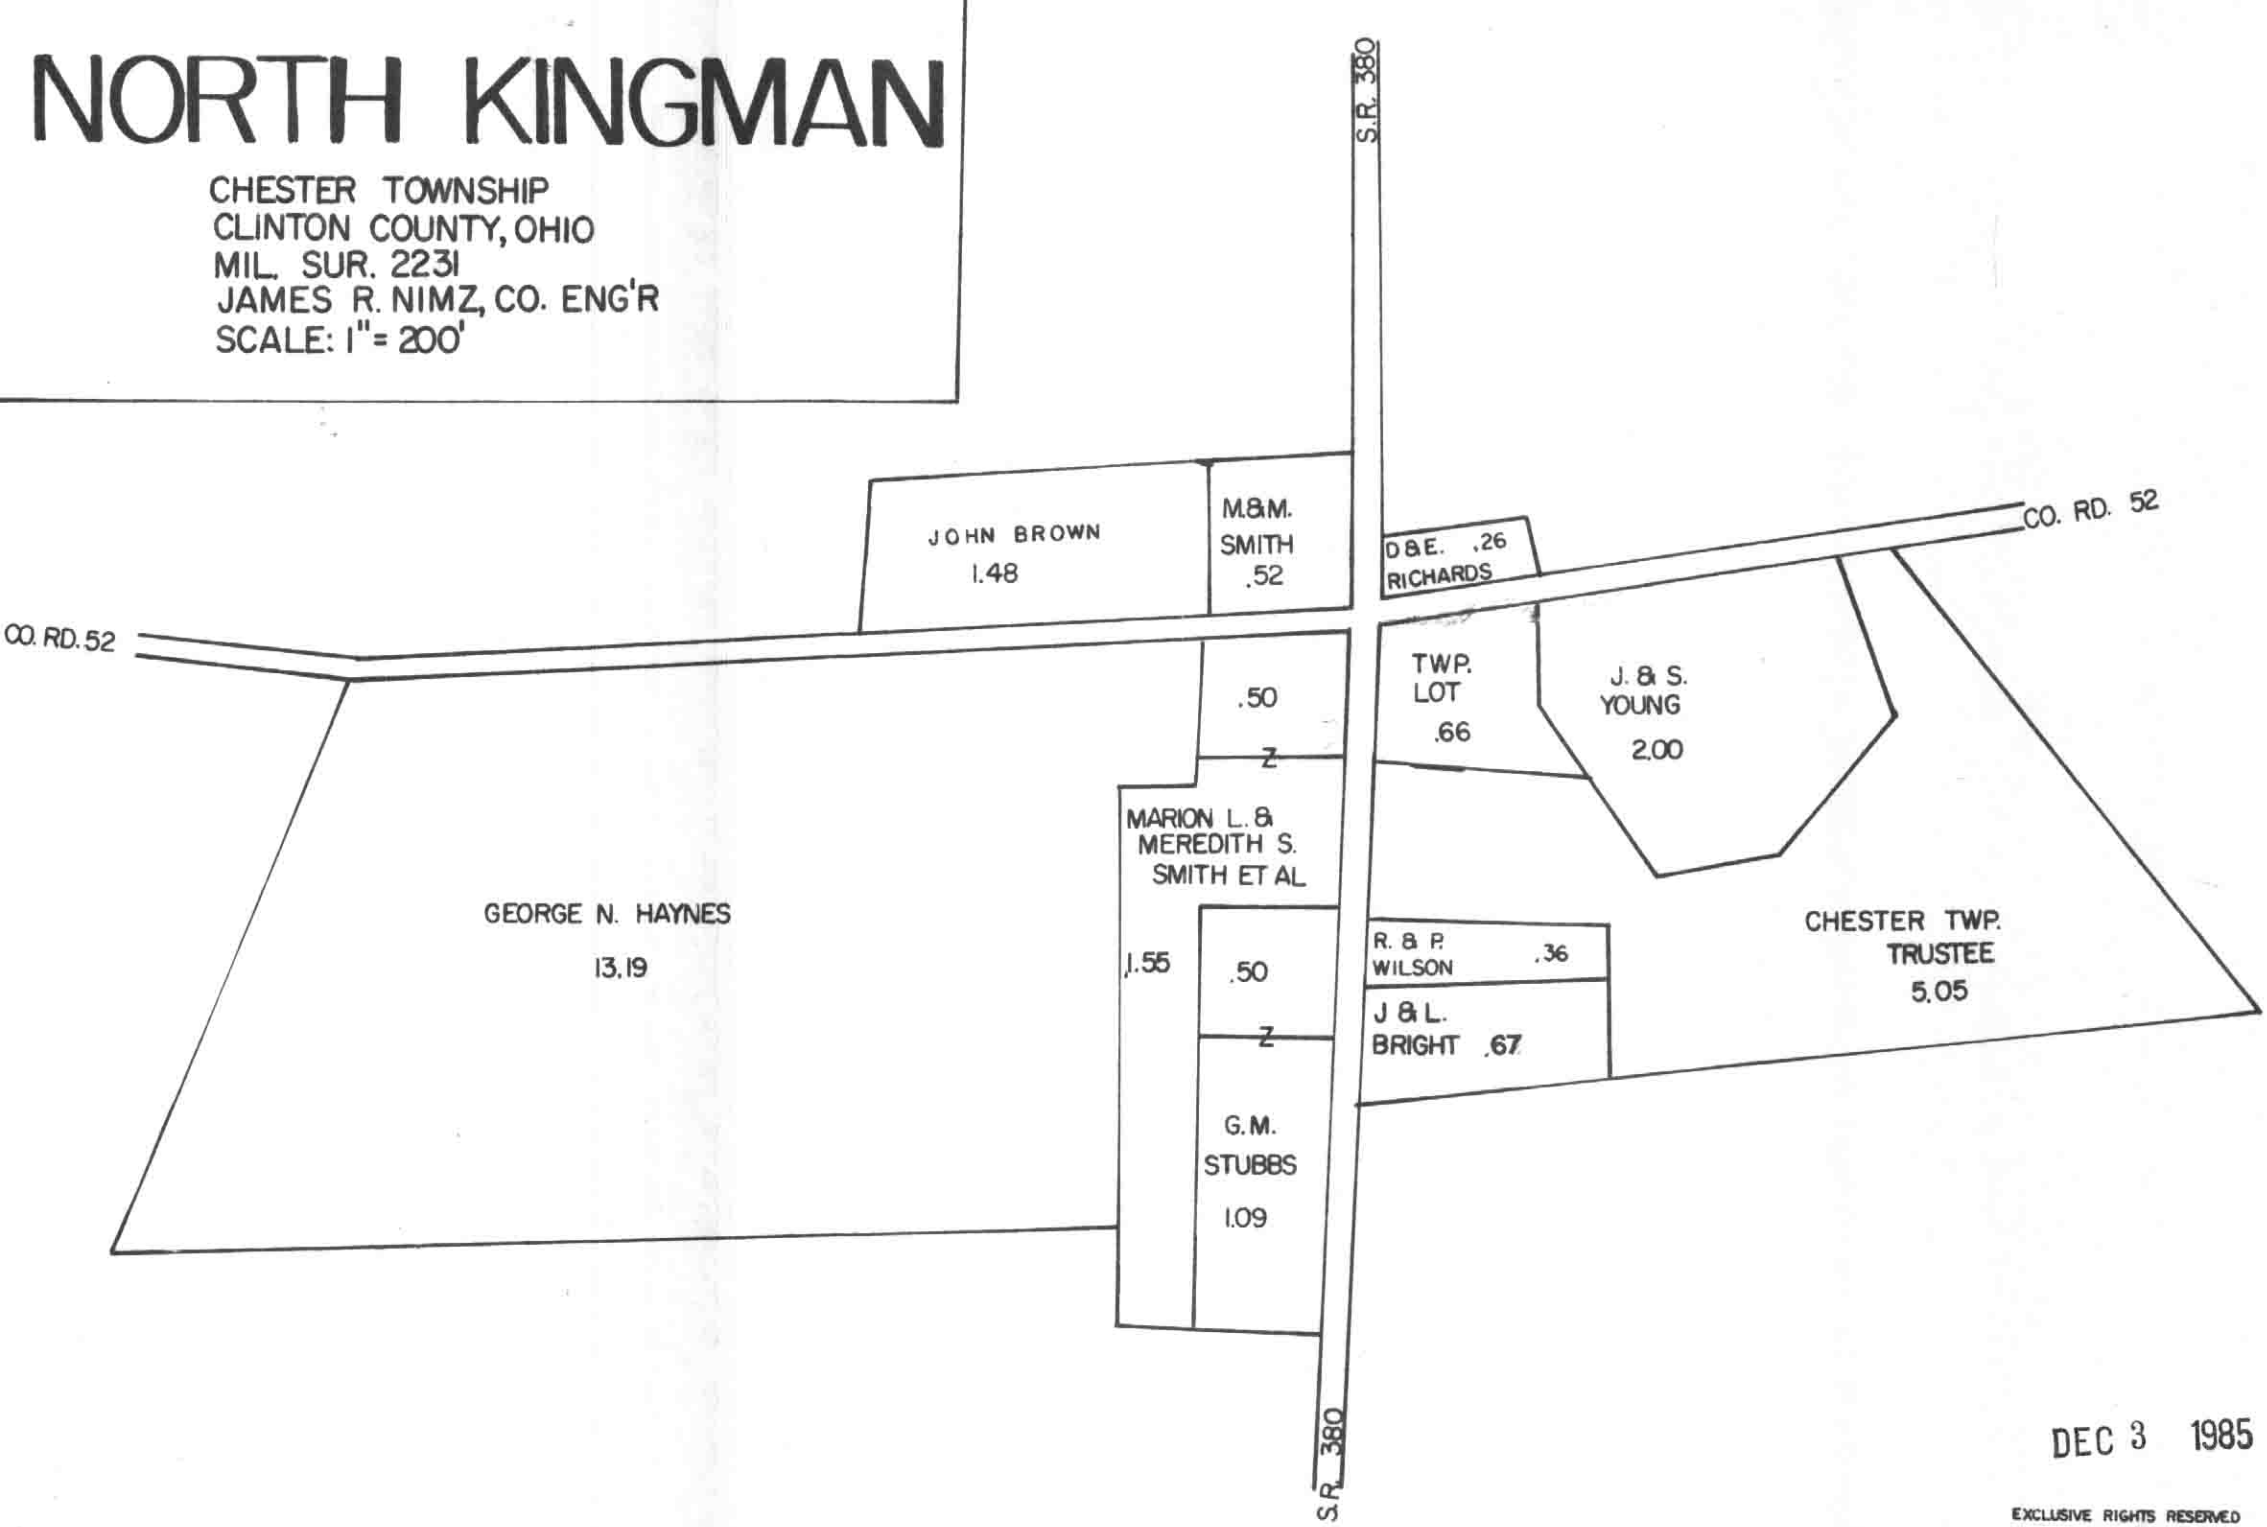 NORTH KINGMAN
CHESTER TOWNSHIP
CLINTON COUNTY, OHIO
MIL. SUR. 2231
JAMES R. NIMZ, CO. ENG'R
SCALE: 1"= 200'
S.R. 380
JOHN BROWN
1.48
M.&M.
SMITH
.52
D&E. .26
RICHARDS
CO. RD. 52
CO. RD. 52
.50
Z
TWP.
LOT
.66
J. & S.
YOUNG
2.00
MARION L. &
MEREDITH S.
SMITH ET AL
1.55
GEORGE N. HAYNES
13.19
.50
Z
R. & P.
WILSON .36
J & L.
BRIGHT .67
CHESTER TWP.
TRUSTEE
5.05
G.M.
STUBBS
1.09
S.R. 380
DEC 3 1985
EXCLUSIVE RIGHTS RESERVED